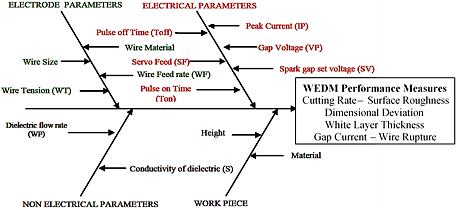 ELECTRODE PARAMETERS
ELECTRICAL PARAMETERS
Peak Current (IP)
Pulse off Time (Toff)
Wire Material
Gap Voltage (VP)
Wire Size
Servo Feed (SF)
Spark gap set voltage (SV)
Wire Feed rate (WF)
Wire Tension (WT)
Pulse on Time
(Ton)
WEDM Performance Measures
Cutting Rate– Surface Roughness
Dimensional Deviation
White Layer Thickness
Gap Current – Wire Rupture
Dielectric flow rate
(WP)
Height
Material
Conductivity of dielectric (S)
NON ELECTRICAL PARAMETERS
WORK PIECE